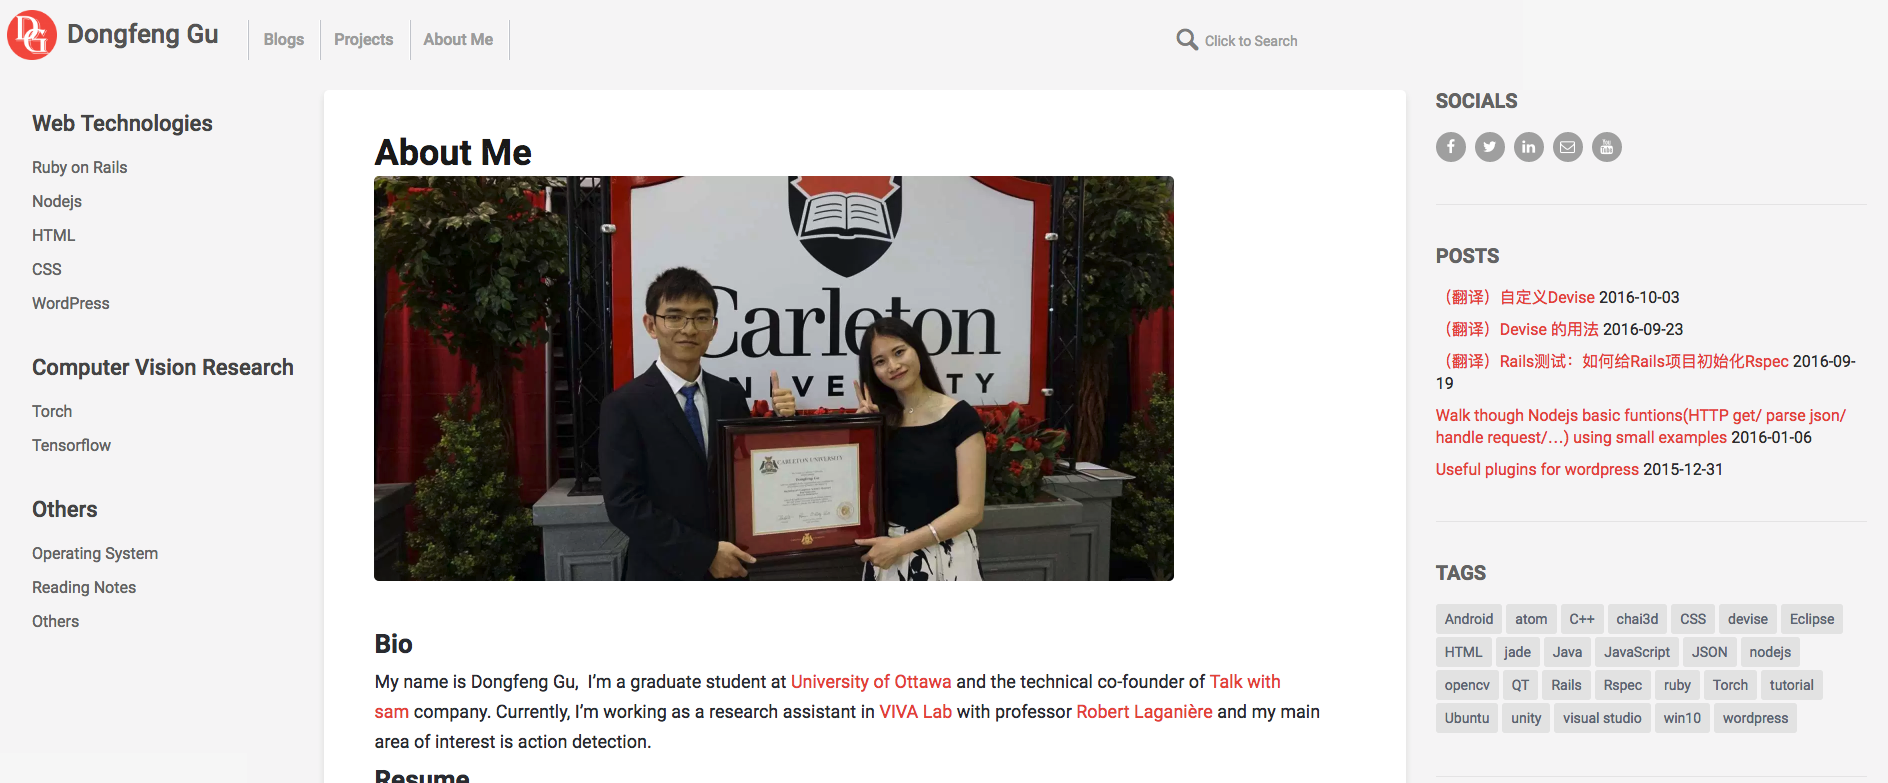 DG
Dongfeng Gu
Blogs
Projects
About Me
Click to Search
Web Technologies
Ruby on Rails
Nodejs
HTML
CSS
WordPress
Computer Vision Research
Torch
Tensorflow
Others
Operating System
Reading Notes
Others
About Me
Carleton
UNIVERSITY
CARLETON UNIVERSITY
Dongfeng Gu
Bio
My name is Dongfeng Gu,  I'm a graduate student at University of Ottawa and the technical co-founder of Talk with
sam company. Currently, I'm working as a research assistant in VIVA Lab with professor Robert Laganière and my main
area of interest is action detection.
Resume
SOCIALS
You
Tube
POSTS
（翻译）自定义Devise 2016-10-03
（翻译）Devise 的用法 2016-09-23
（翻译）Rails测试：如何给Rails项目初始化Rspec 2016-09-
19
Walk though Nodejs basic funtions(HTTP get/ parse json/
handle request/...) using small examples 2016-01-06
Useful plugins for wordpress 2015-12-31
TAGS
Android atom C++ chai3d CSS devise Eclipse
HTML jade Java JavaScript JSON nodejs
opencv QT Rails Rspec ruby Torch tutorial
Ubuntu unity visual studio win10 wordpress